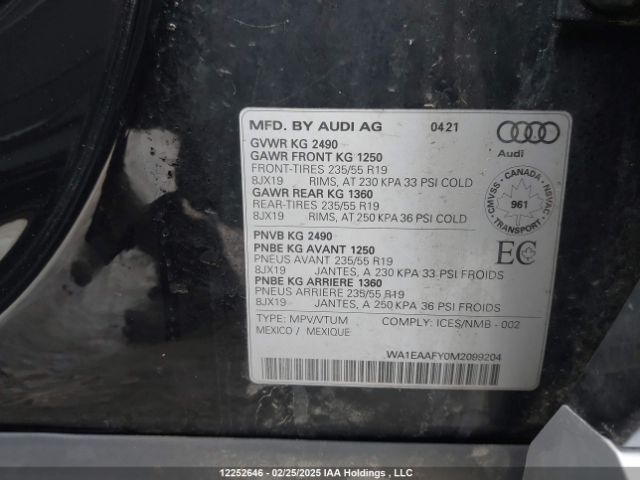 MFD. BY AUDI AG 04.21
Audi
GVWR KG 2490
GAWR FRONT KG 1250
FRONT-TIRES 235/55 R19
8JX19 RIMS, AT 230 KPA 33 PSI COLD
GAWR REAR KG 1360
REAR-TIRES 235/55 R19
8JX19 RIMS, AT 250 KPA 36 PSI COLD
CMVSS - CANADA - NSVAC
961
TRANSPORT
PNVB KG 2490
PNBE KG AVANT 1250
PNEUS AVANT 235/55 R19
8JX19 JANTES, A 230 KPA 33 PSI FROIDS
PNBE KG ARRIERE 1360
PNEUS ARRIERE 235/55 R19
8JX19 JANTES, A 250 KPA 36 PSI FROIDS
EC
TYPE: MPV/VTUM COMPLY: ICES/NMB - 002
MEXICO / MEXIQUE
WA1EAAFY0M2099204
12252646 - 02/25/2025 IAA Holdings , LLC